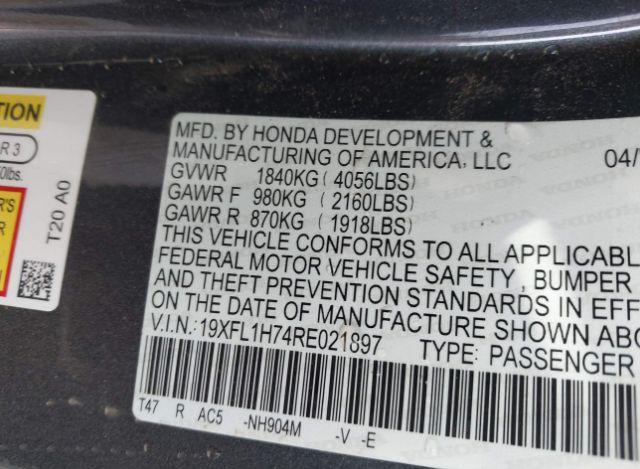 TION
R 3
0lbs.
R'S
R
T20 A0
MFD. BY HONDA DEVELOPMENT &
MANUFACTURING OF AMERICA, LLC 04/
GVWR 1840KG ( 4056LBS)
GAWR F 980KG ( 2160LBS)
GAWR R 870KG ( 1918LBS)
THIS VEHICLE CONFORMS TO ALL APPLICABL
FEDERAL MOTOR VEHICLE SAFETY , BUMPER
AND THEFT PREVENTION STANDARDS IN EFF
ON THE DATE OF MANUFACTURE SHOWN ABO
V.I.N.: 19XFL1H74RE021897 TYPE: PASSENGER
T47 R AC5 -NH904M -V -E